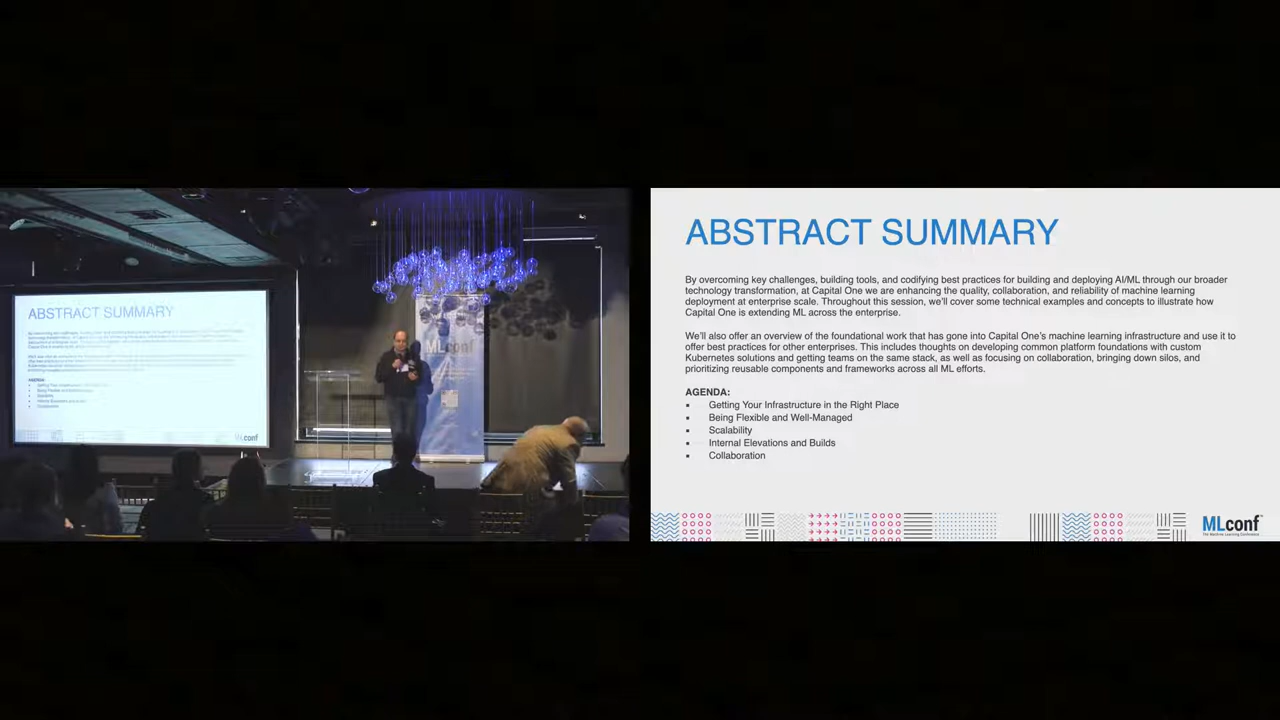 ABSTRACT SUMMARY
AGENDA:
MLconf
MLconf
ABSTRACT SUMMARY
By overcoming key challenges, building tools, and codifying best practices for building and deploying AI/ML through our broader
technology transformation, at Capital One we are enhancing the quality, collaboration, and reliability of machine learning
deployment at enterprise scale. Throughout this session, we'll cover some technical examples and concepts to illustrate how
Capital One is extending ML across the enterprise.
We'll also offer an overview of the foundational work that has gone into Capital One's machine learning infrastructure and use it to
offer best practices for other enterprises. This includes thoughts on developing common platform foundations with custom
Kubernetes solutions and getting teams on the same stack, as well as focusing on collaboration, bringing down silos, and
prioritizing reusable components and frameworks across all ML efforts.
AGENDA:
▪ Getting Your Infrastructure in the Right Place
▪ Being Flexible and Well-Managed
▪ Scalability
▪ Internal Elevations and Builds
▪ Collaboration
MLconf™
The Machine Learning Conference